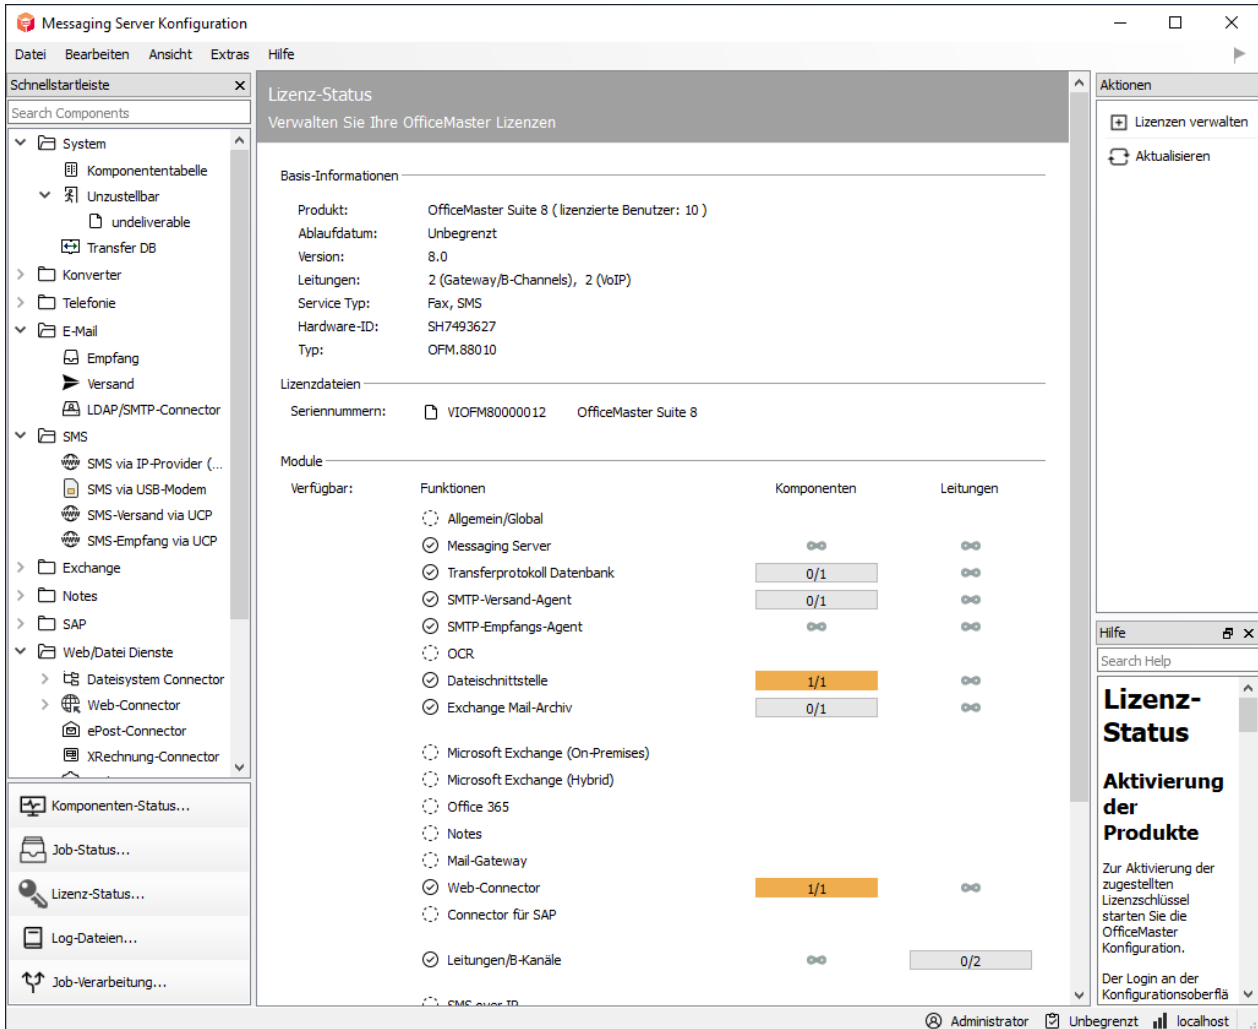 Messaging Server Konfiguration
Datei Bearbeiten Ansicht Extras Hilfe
Schnellstartleiste
Search Components
System
Komponententabelle
Unzustellbar
undeliverable
Transfer DB
Konverter
Telefonie
E-Mail
Empfang
Versand
LDAP/SMTP-Connector
SMS
SMS via IP-Provider (...
SMS via USB-Modem
SMS-Versand via UCP
SMS-Empfang via UCP
Exchange
Notes
SAP
Web/Datei Dienste
Dateisystem Connector
Web-Connector
ePost-Connector
XRechnung-Connector
Komponenten-Status...
Job-Status...
Lizenz-Status...
Log-Dateien...
Job-Verarbeitung...
Lizenz-Status
Verwalten Sie Ihre OfficeMaster Lizenzen
Basis-Informationen
Produkt: OfficeMaster Suite 8 ( lizenzierte Benutzer: 10 )
Ablaufdatum: Unbegrenzt
Version: 8.0
Leitungen: 2 (Gateway/B-Channels), 2 (VoIP)
Service Typ: Fax, SMS
Hardware-ID: SH7493627
Typ: OFM.88010
Lizenzdateien
Seriennummern: VIOFM80000012 OfficeMaster Suite 8
Module
Verfügbar: Funktionen Komponenten Leitungen
Allgemein/Global
Messaging Server
Transferprotokoll Datenbank 0/1
SMTP-Versand-Agent 0/1
SMTP-Empfangs-Agent
OCR
Dateischnittstelle 1/1
Exchange Mail-Archiv 0/1
Microsoft Exchange (On-Premises)
Microsoft Exchange (Hybrid)
Office 365
Notes
Mail-Gateway
Web-Connector 1/1
Connector für SAP
Leitungen/B-Kanäle 0/2
SMS over IP
Aktionen
Lizenzen verwalten
Aktualisieren
Hilfe
Search Help
Lizenz-
Status
Aktivierung
der
Produkte
Zur Aktivierung der
zugestellten
Lizenzschlüssel
starten Sie die
OfficeMaster
Konfiguration.
Der Login an der
Konfigurationsoberflä
Administrator Unbegrenzt localhost